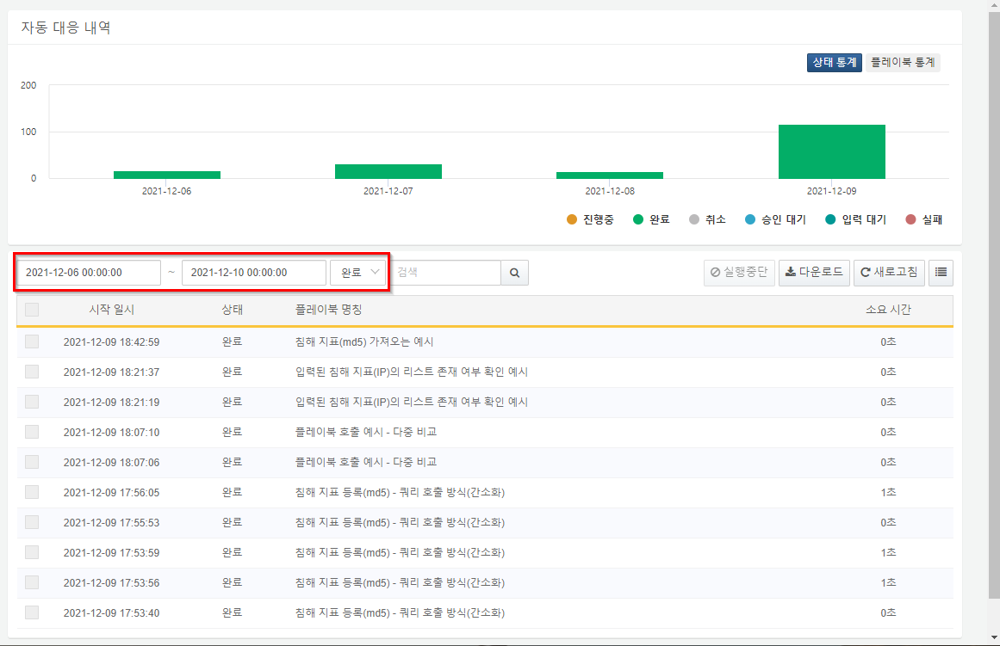 자동 대응 내역
상태 통계 플레이북 통계
200
100
0
2021-12-06 2021-12-07 2021-12-08 2021-12-09
진행중 완료 취소 승인 대기 입력 대기 실패
2021-12-06 00:00:00 ~ 2021-12-10 00:00:00 완료 검색 실행중단 다운로드 새로고침
시작 일시 상태 플레이북 명칭 소요 시간
2021-12-09 18:42:59 완료 침해 지표(md5) 가져오는 예시 0초
2021-12-09 18:21:37 완료 입력된 침해 지표(IP)의 리스트 존재 여부 확인 예시 0초
2021-12-09 18:21:19 완료 입력된 침해 지표(IP)의 리스트 존재 여부 확인 예시 0초
2021-12-09 18:07:10 완료 플레이북 호출 예시 - 다중 비교 0초
2021-12-09 18:07:06 완료 플레이북 호출 예시 - 다중 비교 0초
2021-12-09 17:56:05 완료 침해 지표 등록(md5) - 쿼리 호출 방식(간소화) 1초
2021-12-09 17:55:53 완료 침해 지표 등록(md5) - 쿼리 호출 방식(간소화) 0초
2021-12-09 17:53:59 완료 침해 지표 등록(md5) - 쿼리 호출 방식(간소화) 1초
2021-12-09 17:53:56 완료 침해 지표 등록(md5) - 쿼리 호출 방식(간소화) 1초
2021-12-09 17:53:40 완료 침해 지표 등록(md5) - 쿼리 호출 방식(간소화) 0초